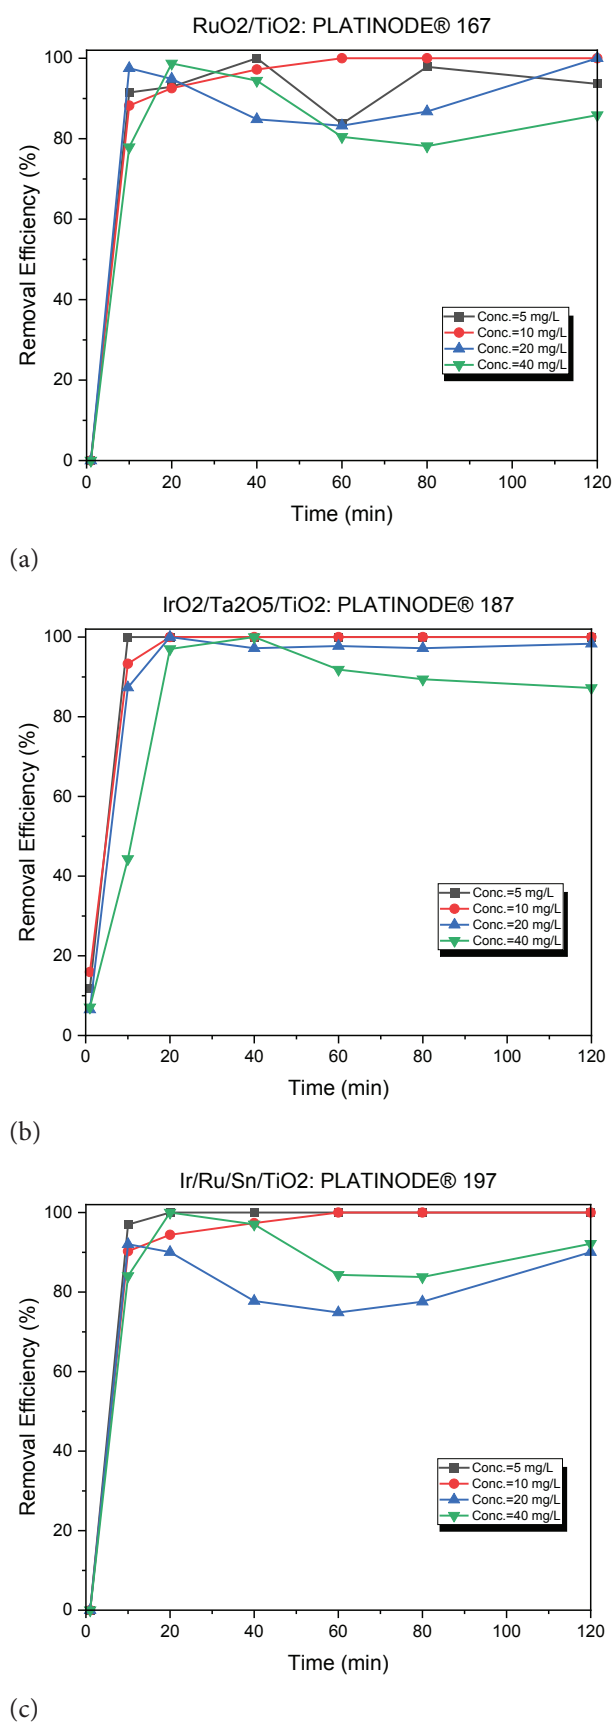 RuO2/TiO2: PLATINODE® 167
100
80
60
40
20
0
Removal Efficiency (%)
Conc.=5 mg/L
Conc.=10 mg/L
Conc.=20 mg/L
Conc.=40 mg/L
0 20 40 60 80 100 120
Time (min)
(a)
IrO2/Ta2O5/TiO2: PLATINODE® 187
100
80
60
40
20
0
Removal Efficiency (%)
Conc.=5 mg/L
Conc.=10 mg/L
Conc.=20 mg/L
Conc.=40 mg/L
0 20 40 60 80 100 120
Time (min)
(b)
Ir/Ru/Sn/TiO2: PLATINODE® 197
100
80
60
40
20
0
Removal Efficiency (%)
Conc.=5 mg/L
Conc.=10 mg/L
Conc.=20 mg/L
Conc.=40 mg/L
0 20 40 60 80 100 120
Time (min)
(c)